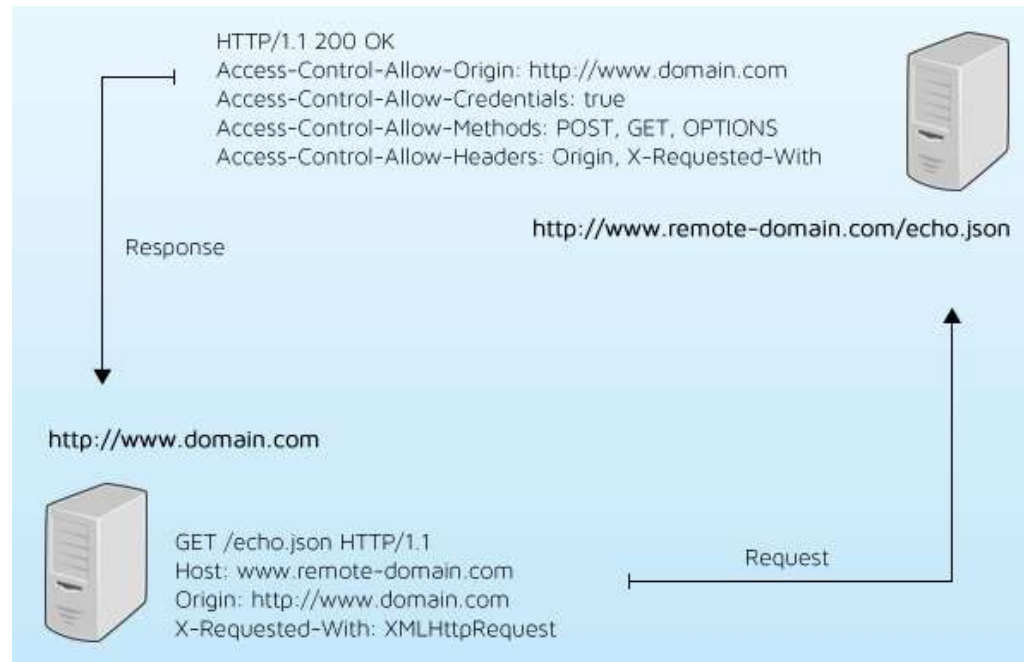 HTTP/1.1 200 OK
Access-Control-Allow-Origin: http://www.domain.com
Access-Control-Allow-Credentials: true
Access-Control-Allow-Methods: POST, GET, OPTIONS
Access-Control-Allow-Headers: Origin, X-Requested-With
http://www.remote-domain.com/echo.json
Response
http://www.domain.com
GET /echo.json HTTP/1.1
Host: www.remote-domain.com
Origin: http://www.domain.com
X-Requested-With: XMLHttpRequest
Request